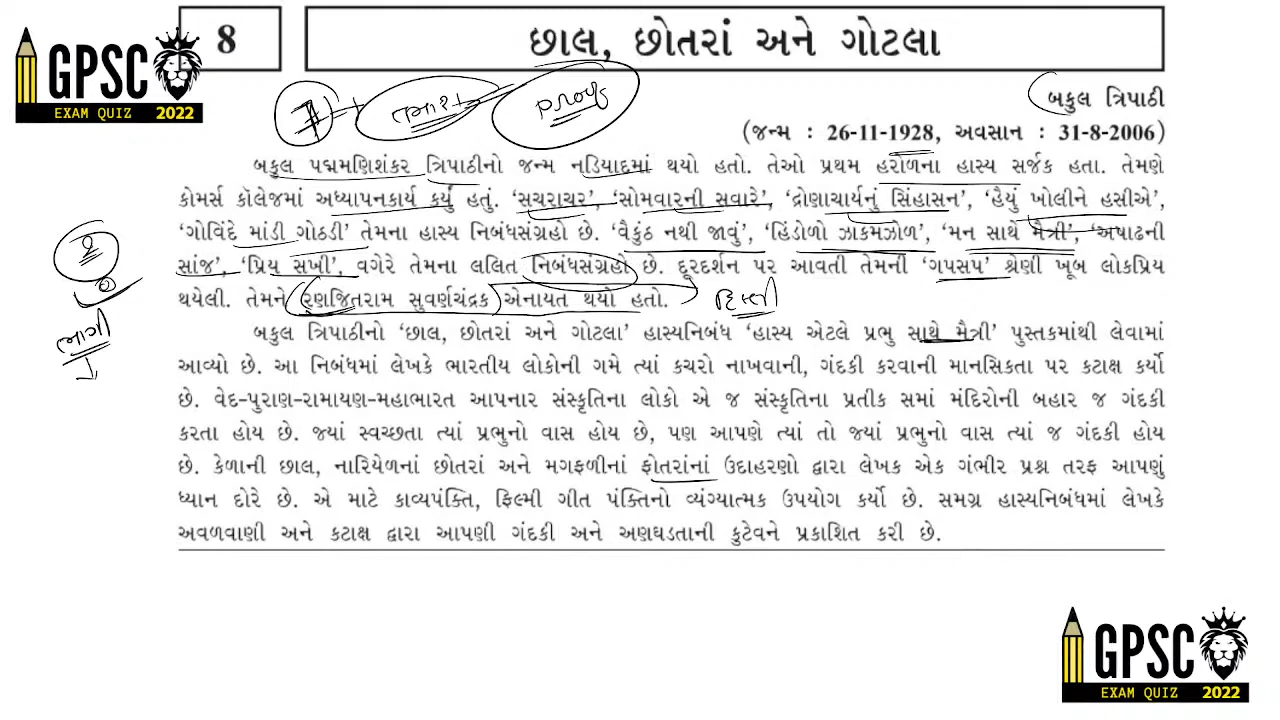 GPSC
EXAM QUIZ 2022
8
છાલ, છોતરાં અને ગોટલા
Proof
બકુલ ત્રિપાઠી
(જન્મ : 26-11-1928, અવસાન : 31-8-2006)
બકુલ પદ્મમણિશંકર ત્રિપાઠીનો જન્મ નડિયાદમાં થયો હતો. તેઓ પ્રથમ હરોળના હાસ્ય સર્જક હતા. તેમણે
કોમર્સ કૉલેજમાં અધ્યાપનકાર્ય કર્યું હતું. ‘સચરાચર’, ‘સોમવારની સવારે’, ‘દ્રોણાચાર્યનું સિંહાસન’, ‘હૈયું ખોલીને હસીએ’,
‘ગોવિંદે માંડી ગોઠડી’ તેમના હાસ્ય નિબંધસંગ્રહો છે. ‘વૈકુંઠ નથી જાવું’, ‘હિંડોળો ઝાકમઝોળ’, ‘મન સાથે મૈત્રી’, ‘અષાઢની
સાંજ’, ‘પ્રિય સખી’, વગેરે તેમના લલિત નિબંધસંગ્રહો છે. દૂરદર્શન પર આવતી તેમની ‘ગપસપ’ શ્રેણી ખૂબ લોકપ્રિય
થયેલી. તેમને રણજિતરામ સુવર્ણચંદ્રક એનાયત થયો હતો.
બકુલ ત્રિપાઠીનો ‘છાલ, છોતરાં અને ગોટલા’ હાસ્યનિબંધ ‘હાસ્ય એટલે પ્રભુ સાથે મૈત્રી’ પુસ્તકમાંથી લેવામાં
આવ્યો છે. આ નિબંધમાં લેખકે ભારતીય લોકોની ગમે ત્યાં કચરો નાખવાની, ગંદકી કરવાની માનસિકતા પર કટાક્ષ કર્યો
છે. વેદ-પુરાણ-રામાયણ-મહાભારત આપનાર સંસ્કૃતિના લોકો એ જ સંસ્કૃતિના પ્રતીક સમાં મંદિરોની બહાર જ ગંદકી
કરતા હોય છે. જ્યાં સ્વચ્છતા ત્યાં પ્રભુનો વાસ હોય છે, પણ આપણે ત્યાં તો જ્યાં પ્રભુનો વાસ ત્યાં જ ગંદકી હોય
છે. કેળાની છાલ, નારિયેળનાં છોતરાં અને મગફળીનાં ફોતરાંનાં ઉદાહરણો દ્વારા લેખક એક ગંભીર પ્રશ્ન તરફ આપણું
ધ્યાન દોરે છે. એ માટે કાવ્યપંક્તિ, ફિલ્મી ગીત પંક્તિનો વ્યંગ્યાત્મક ઉપયોગ કર્યો છે. સમગ્ર હાસ્યનિબંધમાં લેખકે
અવળવાણી અને કટાક્ષ દ્વારા આપણી ગંદકી અને અણઘડતાની કુટેવને પ્રકાશિત કરી છે.
GPSC
EXAM QUIZ 2022